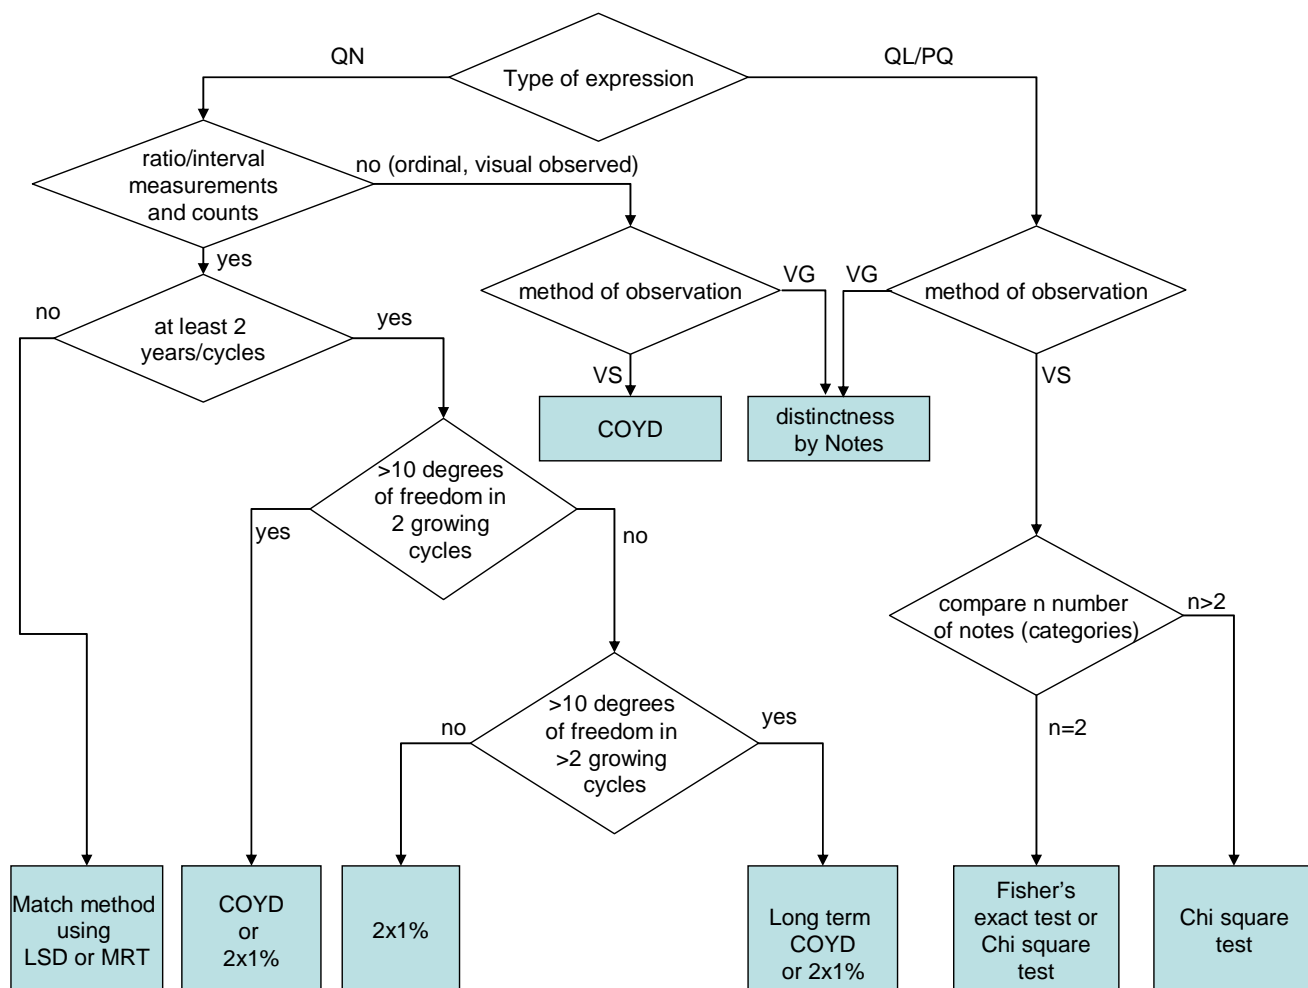 QN
QL/PQ
Type of expression
ratio/interval
measurements
and counts
no (ordinal, visual observed)
yes
no
at least 2
years/cycles
yes
method of observation
VG
VG
method of observation
VS
VS
COYD
distinctness
by Notes
>10 degrees
of freedom in
2 growing
cycles
yes
no
compare n number
of notes (categories)
n>2
n=2
>10 degrees
of freedom in
>2 growing
cycles
no
yes
Match method
using
LSD or MRT
COYD
or
2x1%
2x1%
Long term
COYD
or 2x1%
Fisher's
exact test or
Chi square
test
Chi square
test